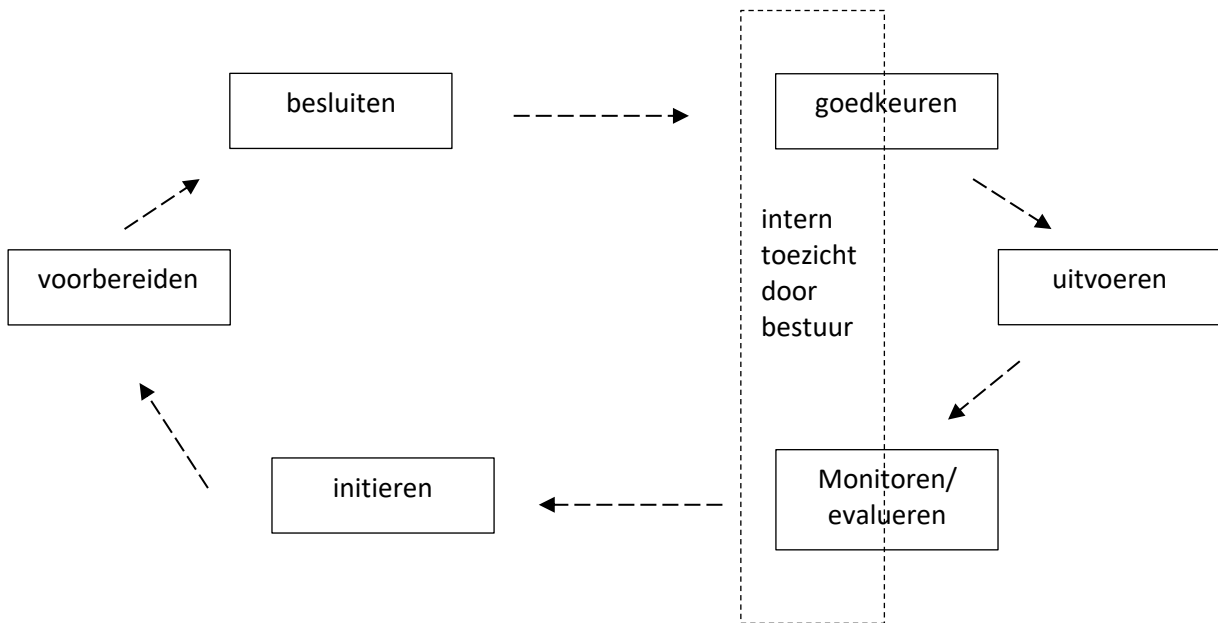 besluiten
goedkeuren
intern
toezicht
door
bestuur
voorbereiden
uitvoeren
initieren
Monitoren/
evalueren